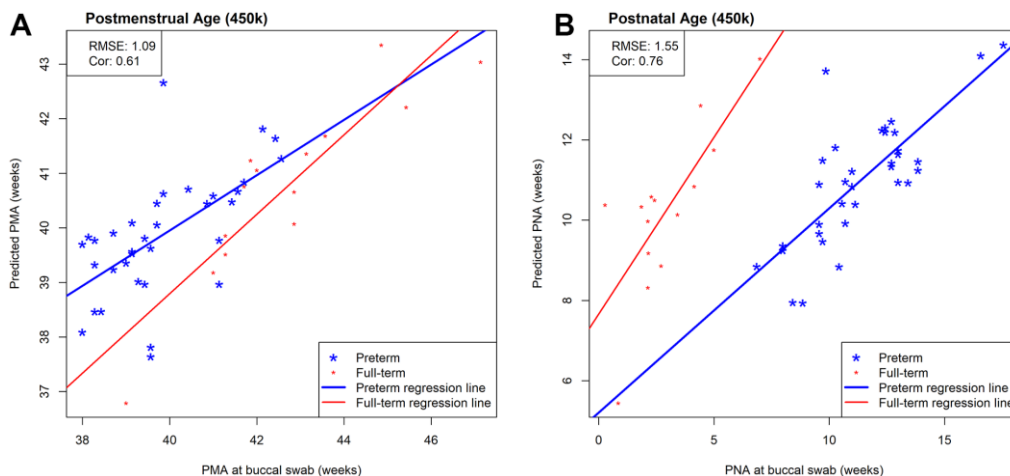 A
Postmenstrual Age (450k)
RMSE: 1.09
Cor: 0.61
Predicted PMA (weeks)
43
42
41
40
39
38
37
Preterm
Full-term
Preterm regression line
Full-term regression line
38 40 42 44 46
PMA at buccal swab (weeks)
B
Postnatal Age (450k)
RMSE: 1.55
Cor: 0.76
Predicted PNA (weeks)
14
12
10
8
6
Preterm
Full-term
Preterm regression line
Full-term regression line
0 5 10 15
PNA at buccal swab (weeks)